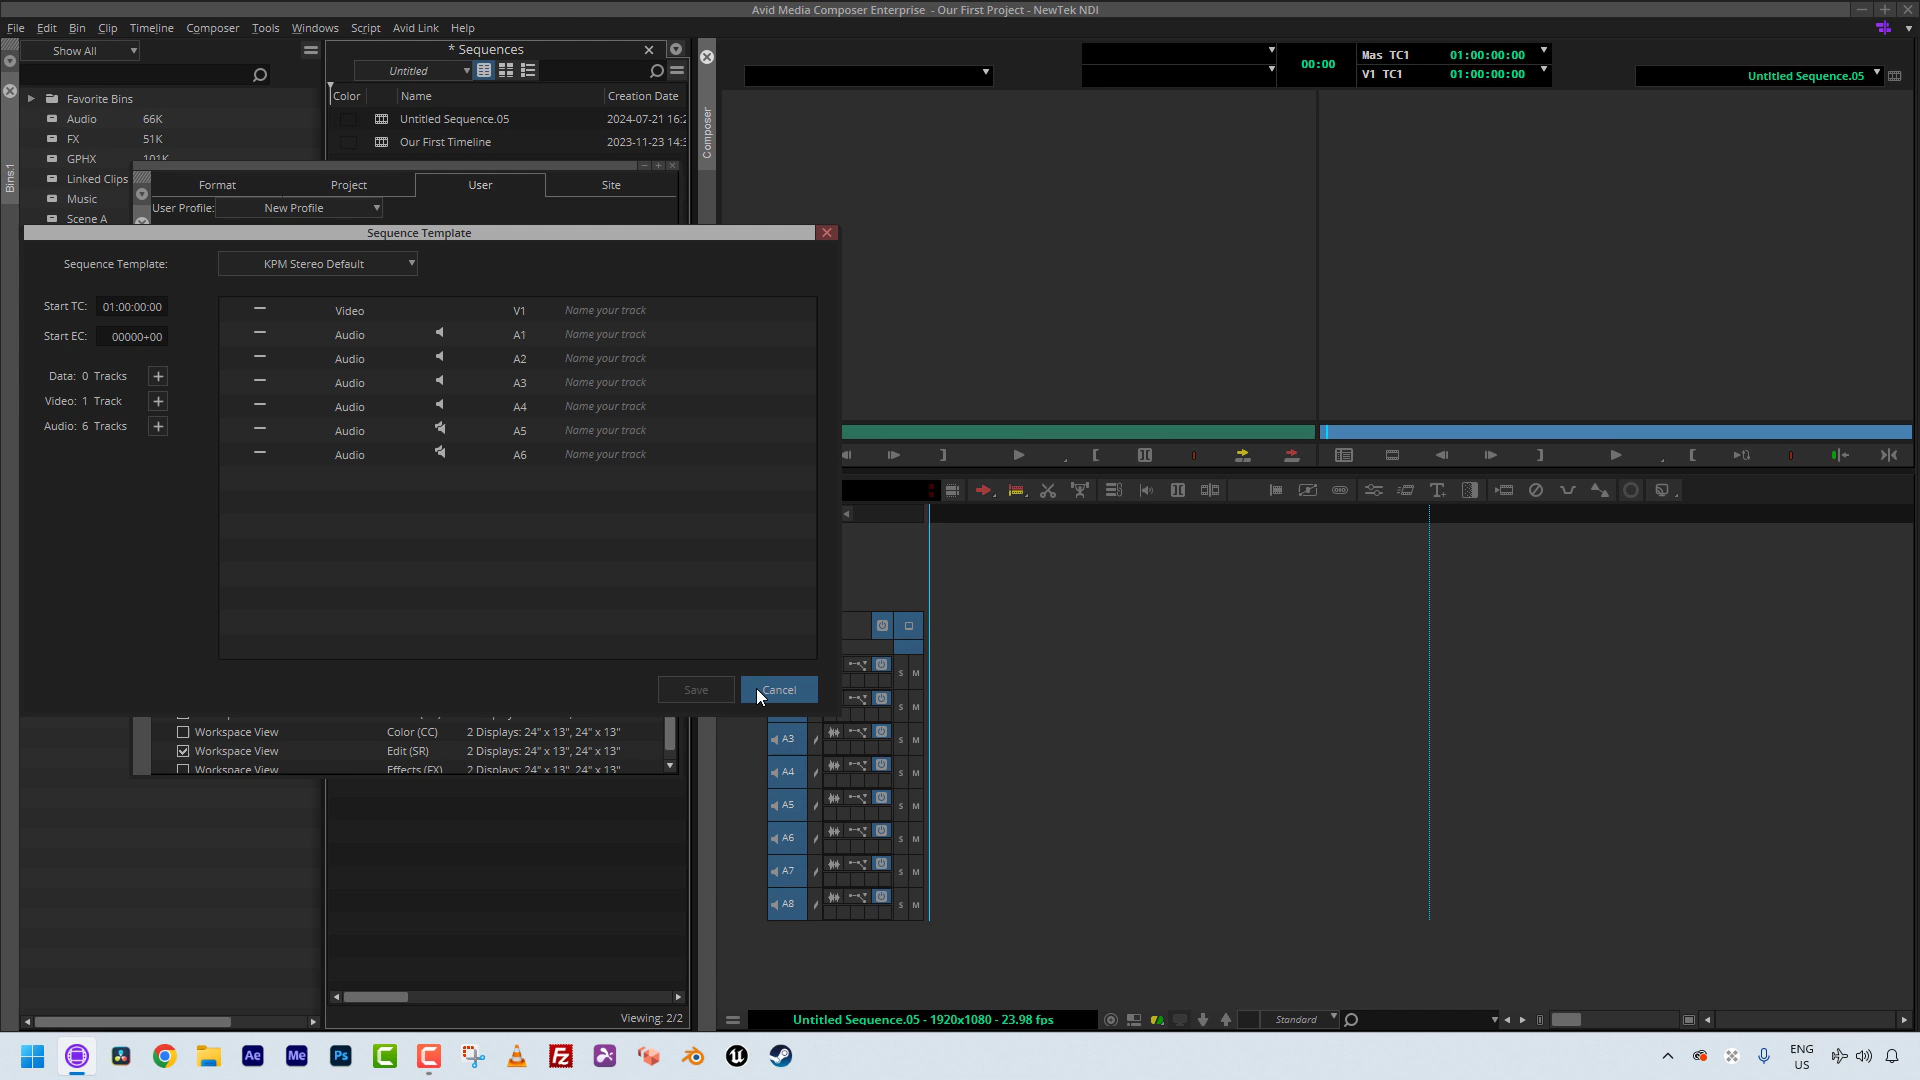 Avid Media Composer Enterprise - Our First Project - NewTek NDI
File Edit Bin Clip Timeline Composer Tools Windows Script Avid Link Help
Show All
* Sequences
Untitled
Color Name Creation Date
Untitled Sequence.05
Our First Timeline 2023-11-23 14:
Bins:1
Favorite Bins
Audio 66K
FX 51K
GPHX 101K
Linked Clips
Music
Scene A
Format Project User Site
User Profile: New Profile
Composer
00:00
Mas TC1 01:00:00:00
V1 TC1 01:00:00:00
Untitled Sequence.05
Sequence Template
Sequence Template: KPM Stereo Default
Start TC: 01:00:00:00
Start EC: 00000+00
Data: 0 Tracks +
Video: 1 Track +
Audio: 6 Tracks +
Video V1 Name your track
Audio A1 Name your track
Audio A2 Name your track
Audio A3 Name your track
Audio A4 Name your track
Audio A5 Name your track
Audio A6 Name your track
Save Cancel
Workspace View Color (CC) 2 Displays: 24" x 13", 24" x 13"
Workspace View Edit (SR) 2 Displays: 24" x 13", 24" x 13"
Workspace View Effects (FX) 2 Displays: 24" x 13", 24" x 13"
S M
S M
A3 S M
A4 S M
A5 S M
A6 S M
A7 S M
A8 S M
Viewing: 2/2
Untitled Sequence.05 - 1920x1080 - 23.98 fps
Standard
Ae Me Ps C C Fz
ENG
US